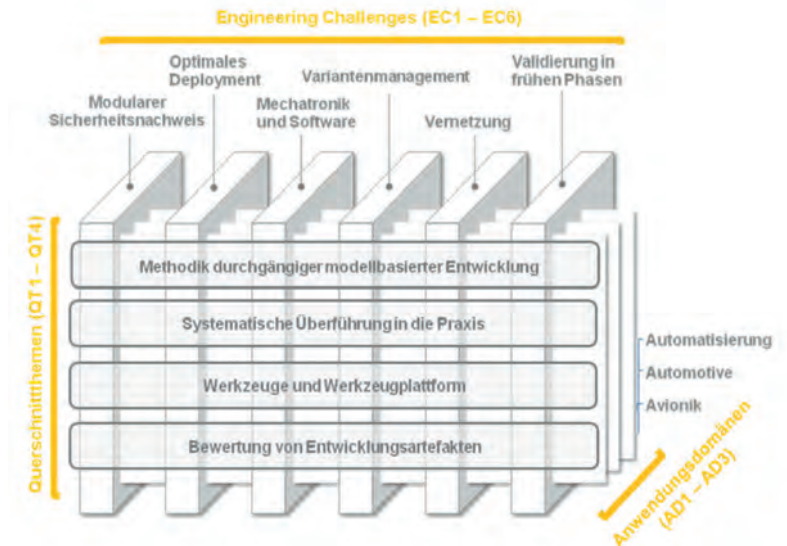 Engineering Challenges (EC1 – EC6)
Optimales
Deployment
Validierung in
frühen Phasen
Variantenmanagement
Modularer
Sicherheitsnachweis
Mechatronik
und Software
Vernetzung
Querschnittthemen (QT1 – QT4)
Methodik durchgängiger modellbasierter Entwicklung
Systematische Überführung in die Praxis
Werkzeuge und Werkzeugplattform
Bewertung von Entwicklungsartefakten
Automatisierung
Automotive
Avionik
Anwendungsdomänen
(AD1 – AD3)